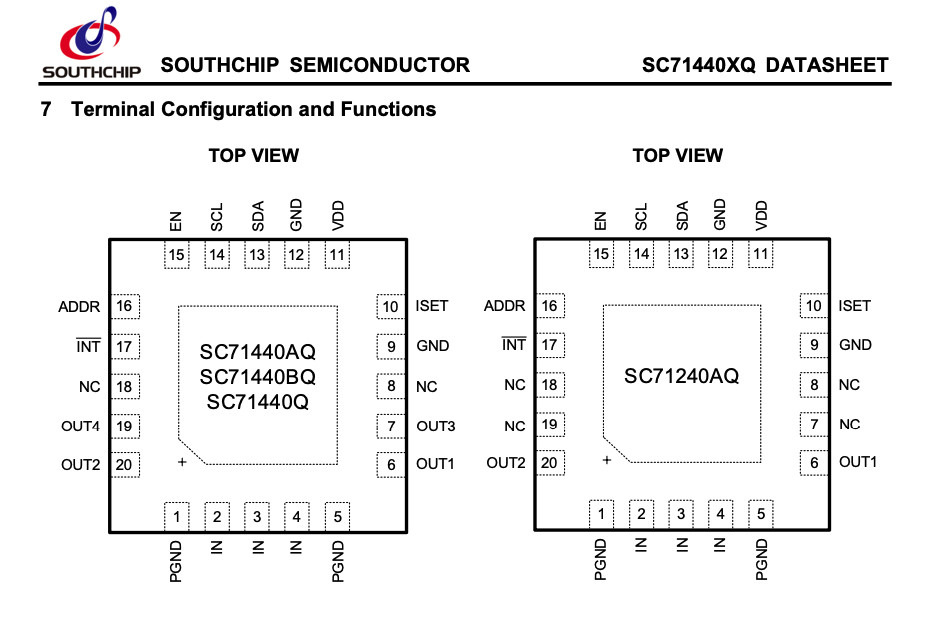 SOUTHCHIP
SOUTHCHIP SEMICONDUCTOR
SC71440XQ DATASHEET
7 Terminal Configuration and Functions
TOP VIEW
EN SCL SDA GND VDD
15 14 13 12 11
ADDR 16
INT 17
NC 18
OUT4 19
OUT2 20
10 ISET
9 GND
8 NC
7 OUT3
6 OUT1
SC71440AQ
SC71440BQ
SC71440Q
+
1 2 3 4 5
PGND IN IN IN PGND
TOP VIEW
EN SCL SDA GND VDD
15 14 13 12 11
ADDR 16
INT 17
NC 18
NC 19
OUT2 20
10 ISET
9 GND
8 NC
7 NC
6 OUT1
SC71240AQ
+
1 2 3 4 5
PGND IN IN IN PGND